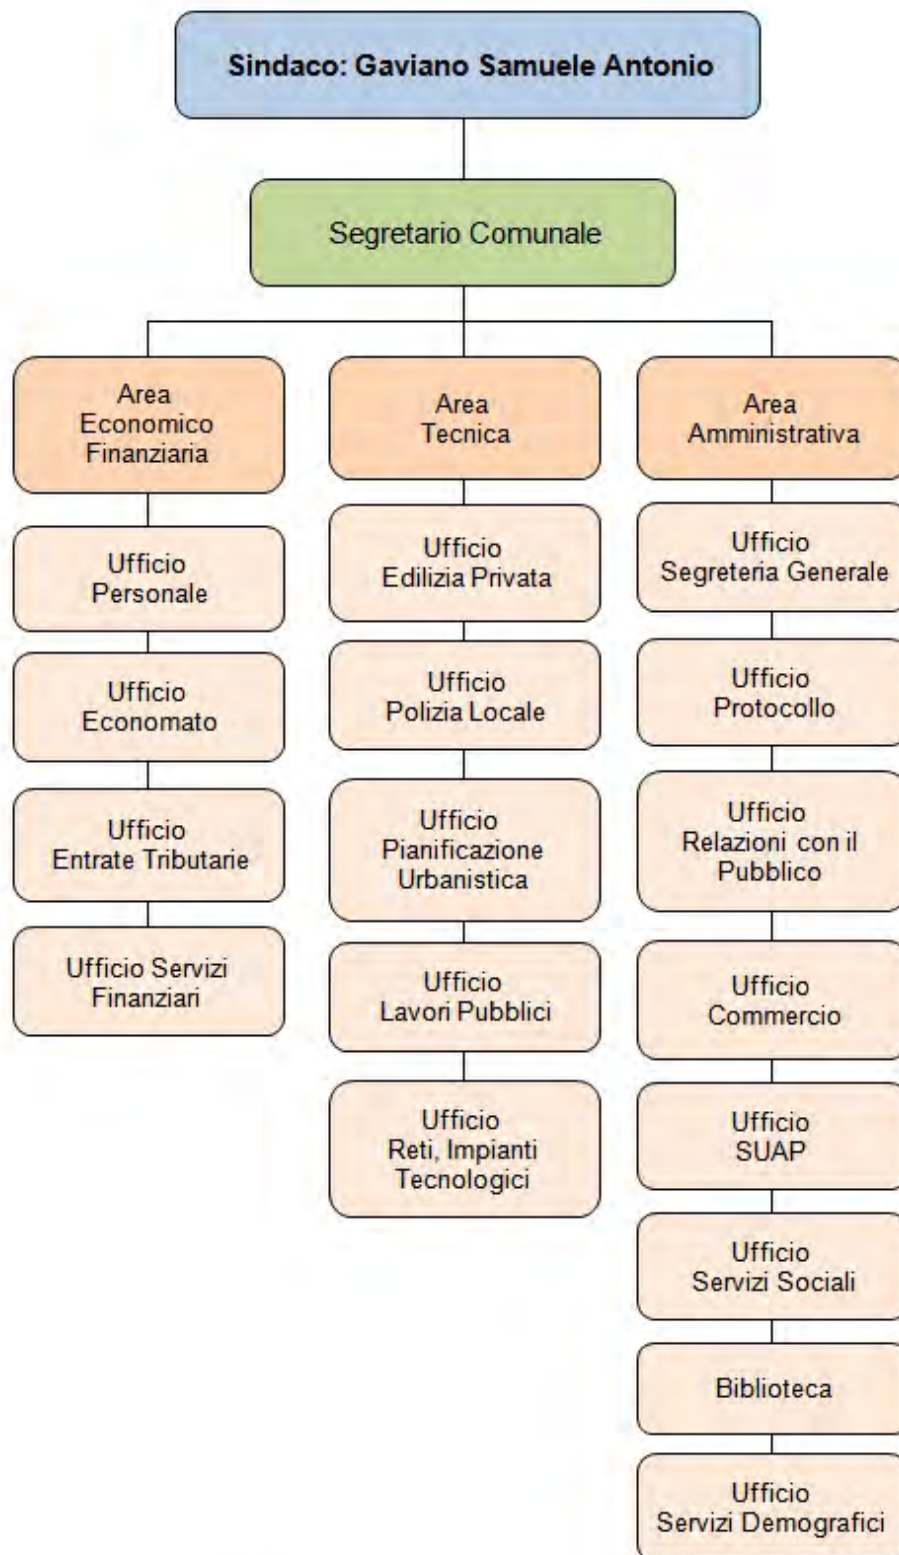 Sindaco: Gaviano Samuele Antonio
Segretario Comunale
Area
Economico
Finanziaria
Ufficio
Personale
Ufficio
Economato
Ufficio
Entrate Tributarie
Ufficio Servizi
Finanziari
Area
Tecnica
Ufficio
Edilizia Privata
Ufficio
Polizia Locale
Ufficio
Pianificazione
Urbanistica
Ufficio
Lavori Pubblici
Ufficio
Reti, Impianti
Tecnologici
Area
Amministrativa
Ufficio
Segreteria Generale
Ufficio
Protocollo
Ufficio
Relazioni con il
Pubblico
Ufficio
Commercio
Ufficio
SUAP
Ufficio
Servizi Sociali
Biblioteca
Ufficio
Servizi Demografici